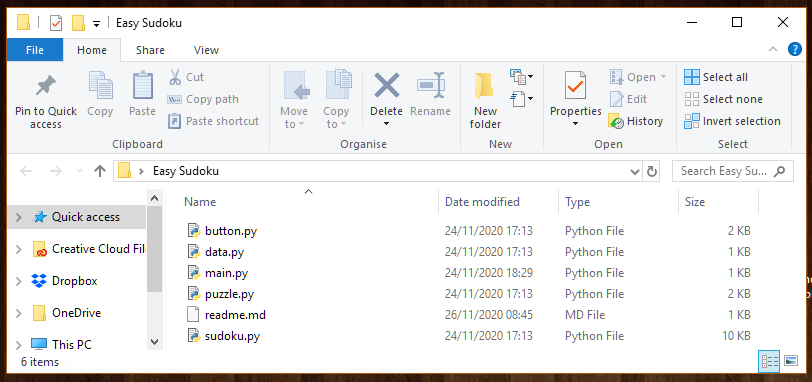 Easy Sudoku
File Home Share View
Pin to Quick access
Copy
Paste
Cut
Copy path
Paste shortcut
Clipboard
Move to
Copy to
Delete
Rename
Organise
New folder
New
Properties
Open
Edit
History
Open
Select all
Select none
Invert selection
Select
Easy Sudoku
Search Easy Su...
Name Date modified Type Size
Quick access
Creative Cloud Fil
Dropbox
OneDrive
This PC
button.py 24/11/2020 17:13 Python File 2 KB
data.py 24/11/2020 17:13 Python File 1 KB
main.py 24/11/2020 18:29 Python File 1 KB
puzzle.py 24/11/2020 17:13 Python File 2 KB
readme.md 26/11/2020 08:45 MD File 1 KB
sudoku.py 24/11/2020 17:13 Python File 10 KB
6 items